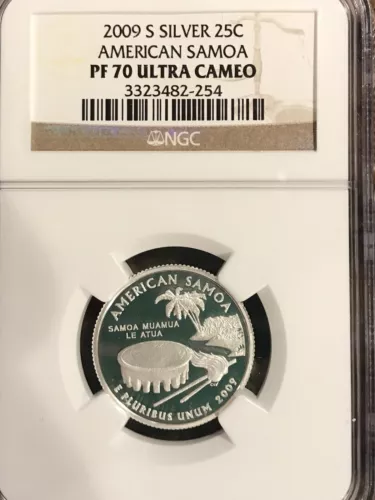 2009 S SILVER 25C
AMERICAN SAMOA
PF 70 ULTRA CAMEO
3323482-254
NGC
AMERICAN SAMOA
SAMOA MUAMUA
LE ATUA
E PLURIBUS UNUM 2009